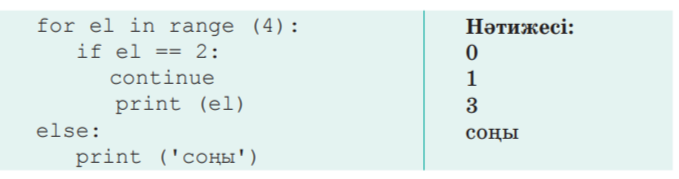 for el in range (4):
if el == 2:
continue
print (el)
else:
print ('соңы')
Нәтижесі:
0
1
3
соңы